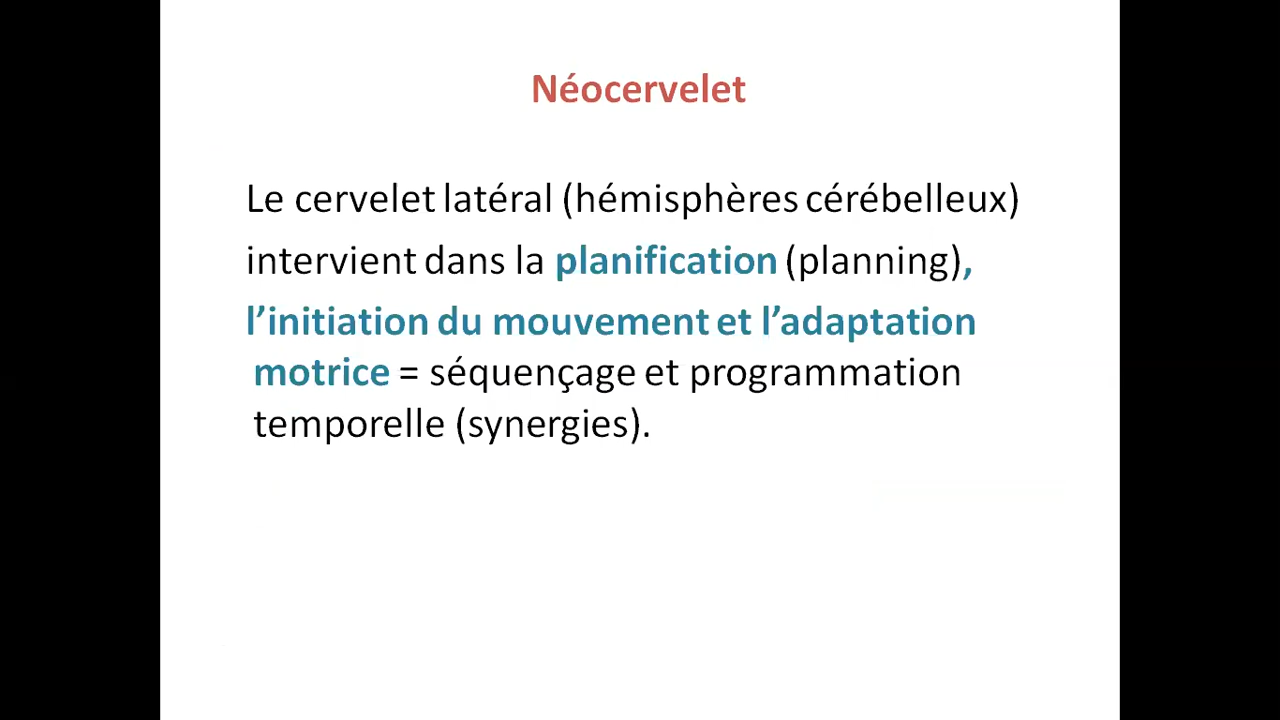 Néocervelet
Le cervelet latéral (hémisphères cérébelleux)
intervient dans la planification (planning),
l’initiation du mouvement et l’adaptation
motrice = séquençage et programmation
temporelle (synergies).